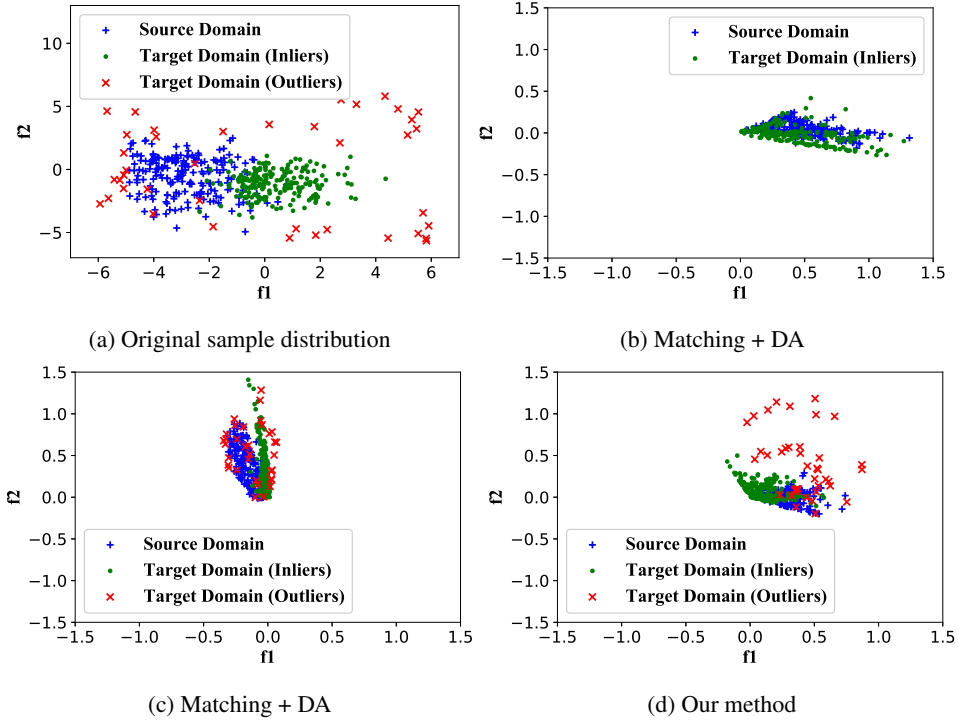 10
5
0
−5
f2
Source Domain
Target Domain (Inliers)
Target Domain (Outliers)
−6 −4 −2 0 2 4 6
f1
(a) Original sample distribution
1.5
1.0
0.5
0.0
−0.5
−1.0
−1.5
f2
Source Domain
Target Domain (Inliers)
−1.5 −1.0 −0.5 0.0 0.5 1.0 1.5
f1
(b) Matching + DA
1.5
1.0
0.5
0.0
−0.5
−1.0
−1.5
f2
Source Domain
Target Domain (Inliers)
Target Domain (Outliers)
−1.5 −1.0 −0.5 0.0 0.5 1.0 1.5
f1
(c) Matching + DA
1.5
1.0
0.5
0.0
−0.5
−1.0
−1.5
f2
Source Domain
Target Domain (Inliers)
Target Domain (Outliers)
−1.5 −1.0 −0.5 0.0 0.5 1.0 1.5
f1
(d) Our method